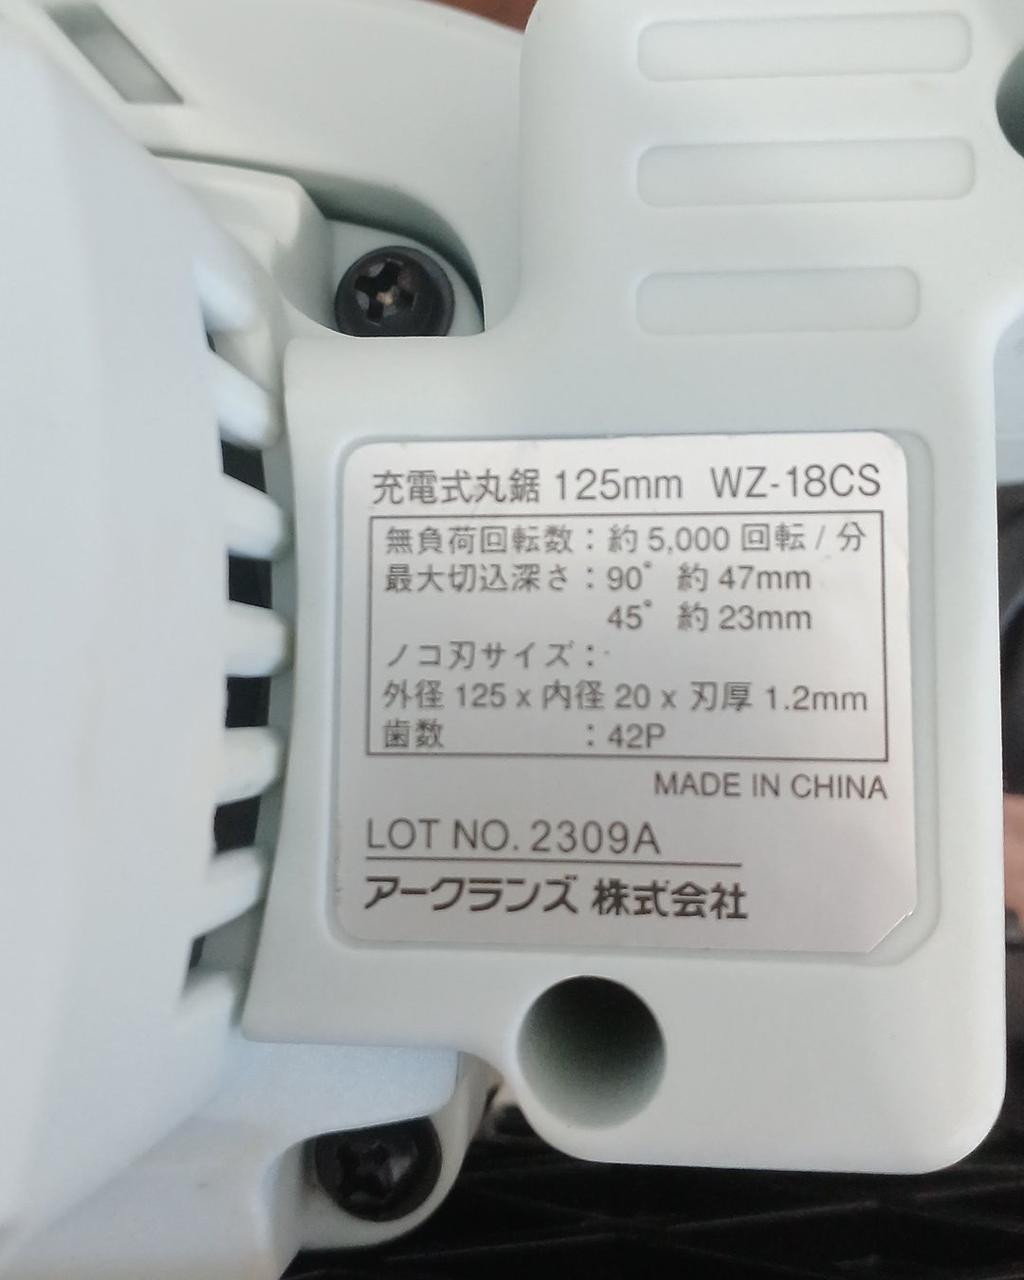 充電式丸鋸 125mm WZ-18CS
無負荷回転数：約 5,000 回転 / 分
最大切込深さ：90° 約 47mm
45° 約 23mm
ノコ刃サイズ：
外径 125 x 内径 20 x 刃厚 1.2mm
歯数 ：42P
MADE IN CHINA
LOT NO. 2309A
アークランズ 株式会社